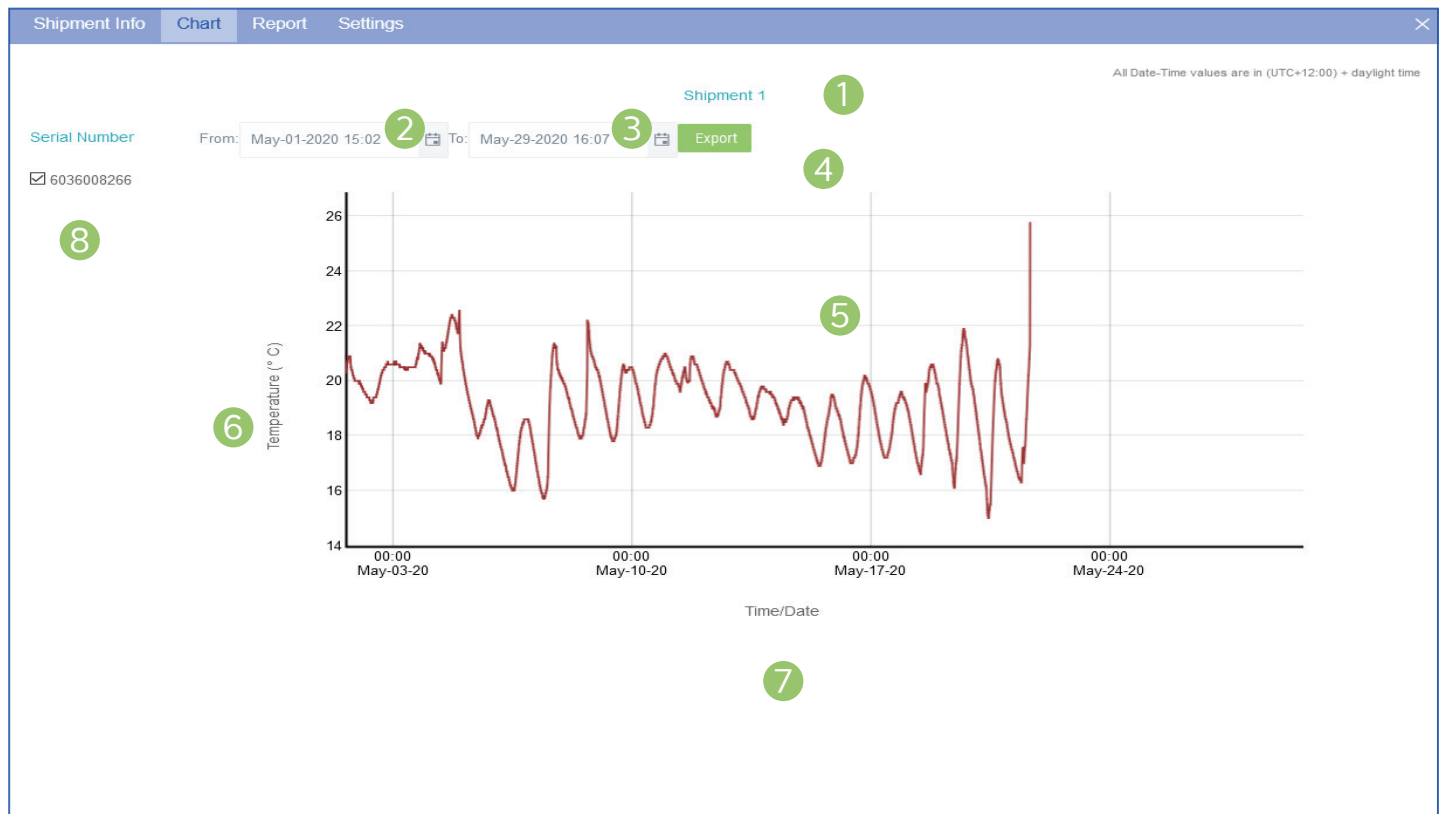 Shipment Info Chart Report Settings
All Date-Time values are in (UTC+12:00) + daylight time
Shipment 1 1
Serial Number From: May-01-2020 15:02 2 To: May-29-2020 16:07 3 Export
4
6036008266
8
26
24
22
5
20
Temperature (° C)
6
18
16
14
00:00 00:00 00:00 00:00
May-03-20 May-10-20 May-17-20 May-24-20
Time/Date
7